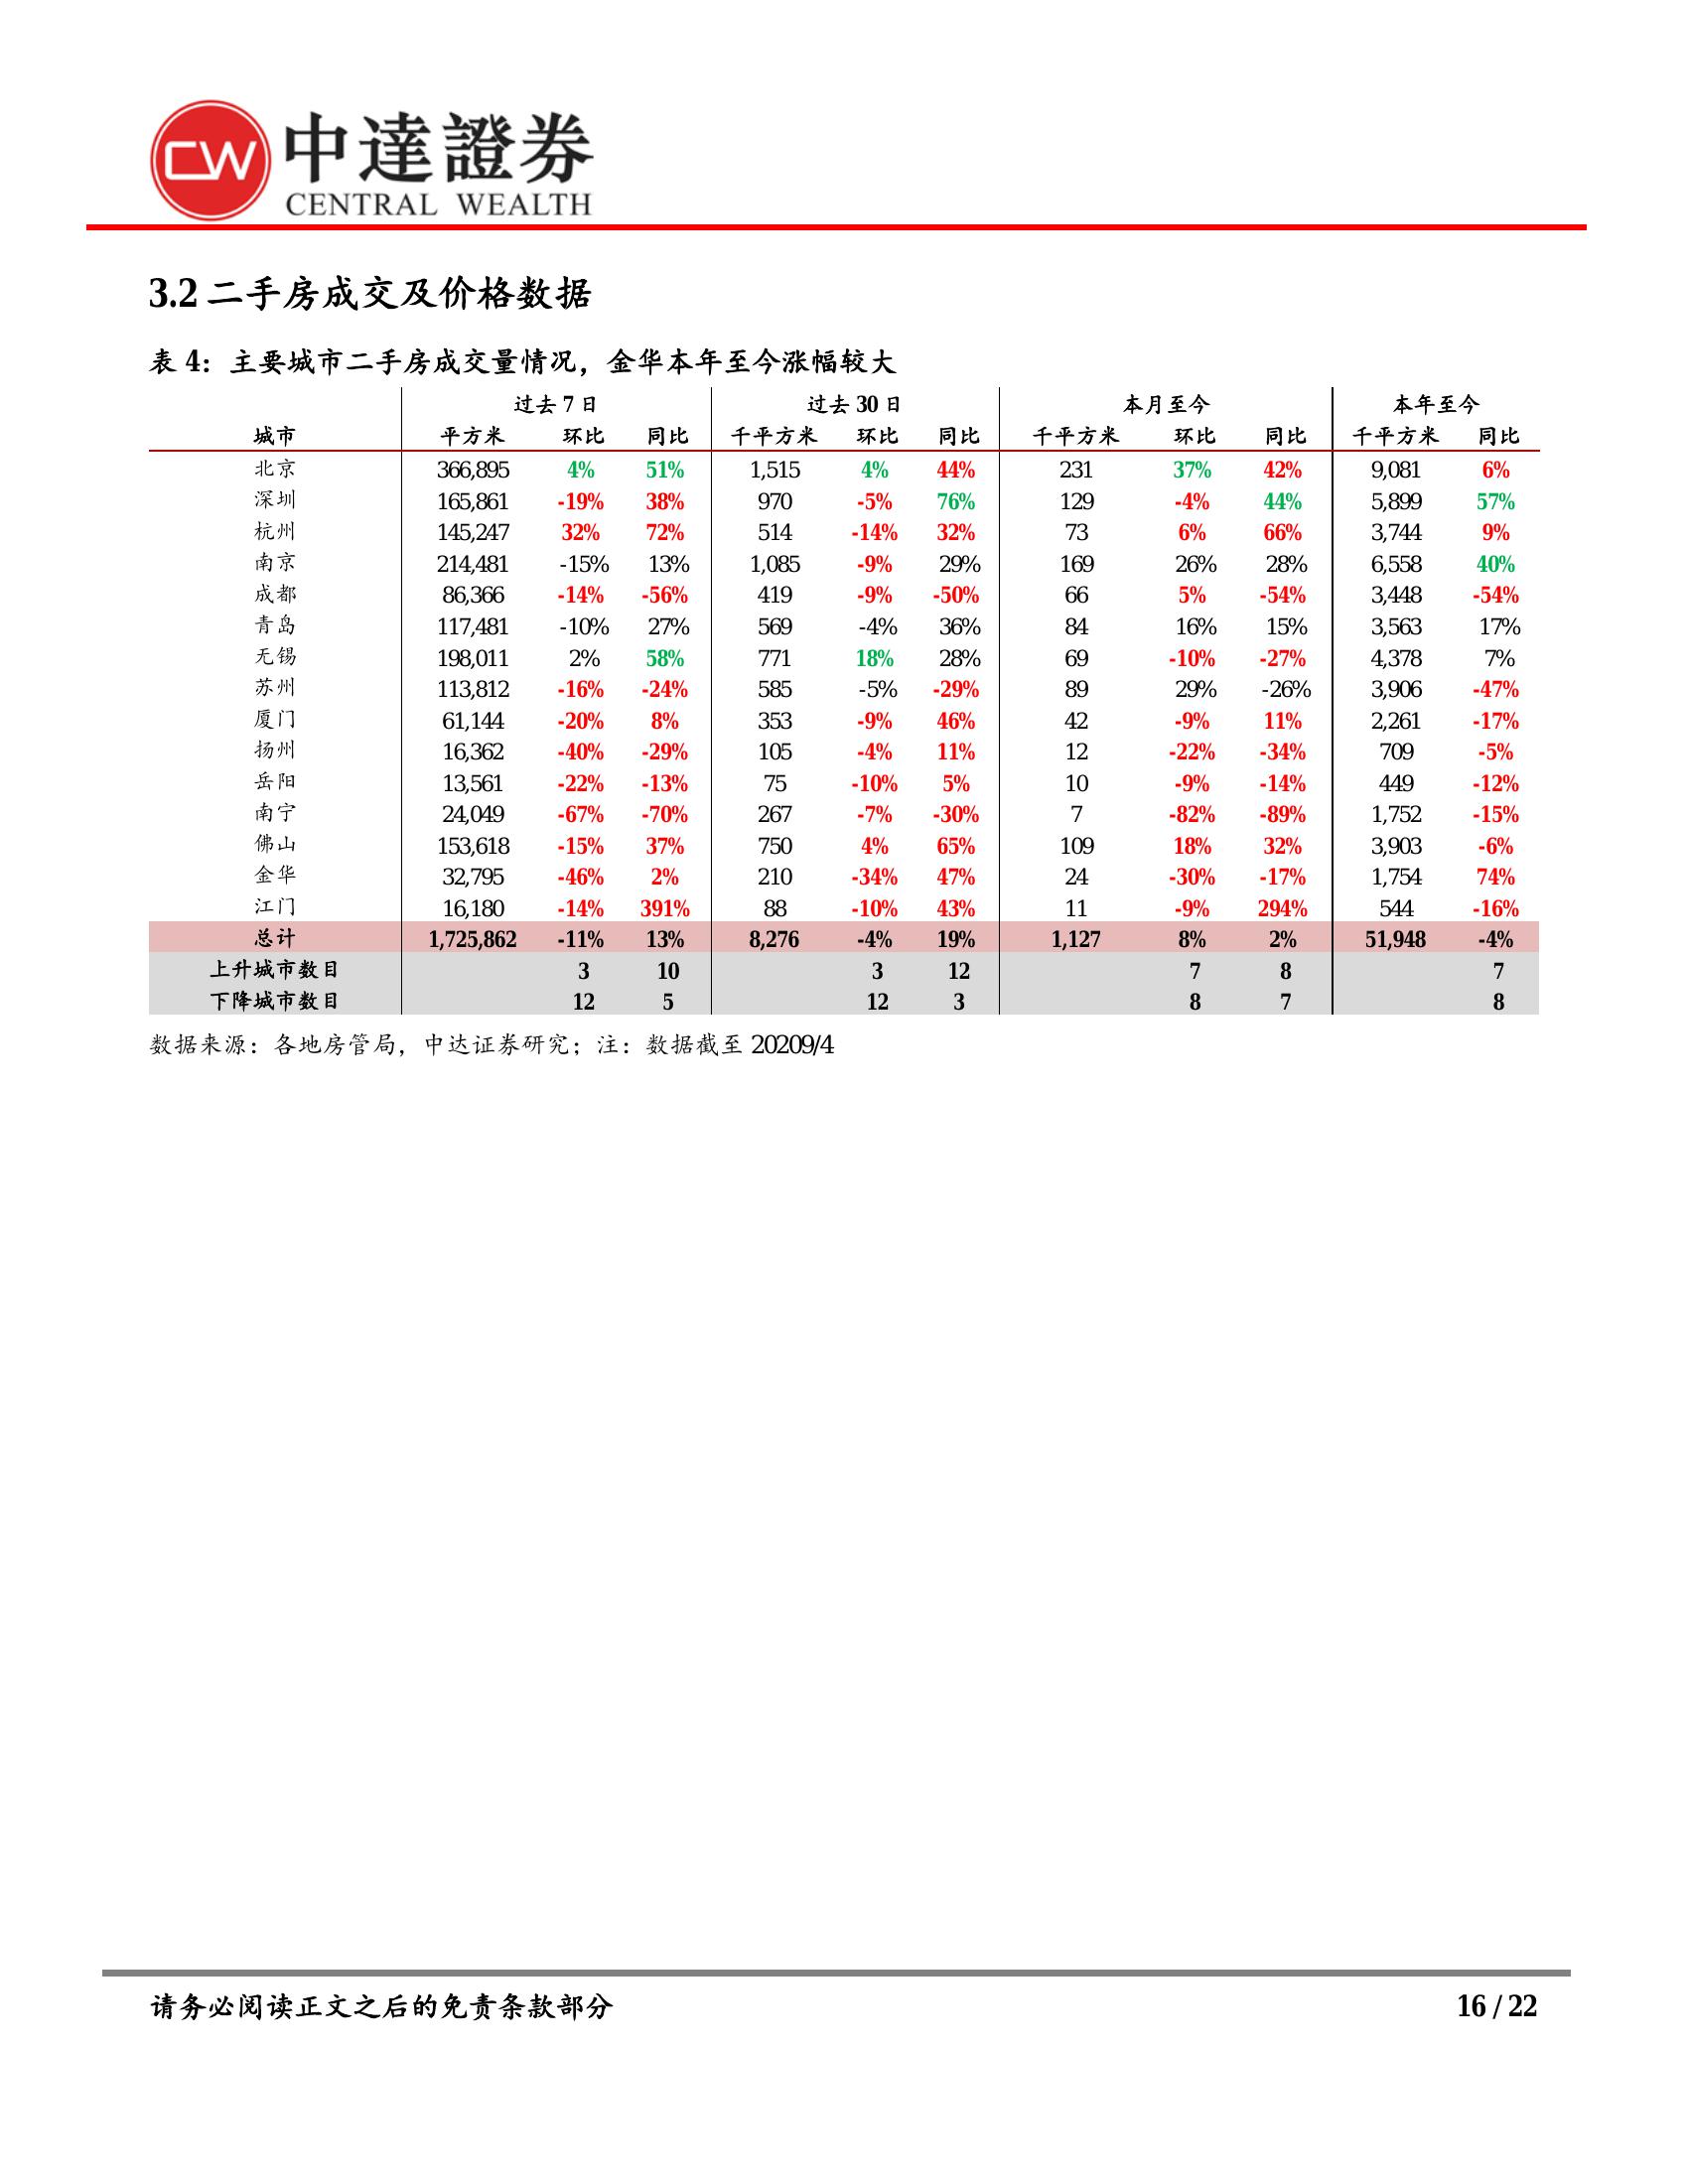 CW 中達證券
CENTRAL WEALTH
3.2 二手房成交及价格数据
表 4：主要城市二手房成交量情况，金华本年至今涨幅较大
过去 7 日 过去 30 日 本月至今 本年至今
城市 平方米 环比 同比 千平方米 环比 同比 千平方米 环比 同比 千平方米 同比
北京 366,895 4% 51% 1,515 4% 44% 231 37% 42% 9,081 6%
深圳 165,861 -19% 38% 970 -5% 76% 129 -4% 44% 5,899 57%
杭州 145,247 32% 72% 514 -14% 32% 73 6% 66% 3,744 9%
南京 214,481 -15% 13% 1,085 -9% 29% 169 26% 28% 6,558 40%
成都 86,366 -14% -56% 419 -9% -50% 66 5% -54% 3,448 -54%
青岛 117,481 -10% 27% 569 -4% 36% 84 16% 15% 3,563 17%
无锡 198,011 2% 58% 771 18% 28% 69 -10% -27% 4,378 7%
苏州 113,812 -16% -24% 585 -5% -29% 89 29% -26% 3,906 -47%
厦门 61,144 -20% 8% 353 -9% 46% 42 -9% 11% 2,261 -17%
扬州 16,362 -40% -29% 105 -4% 11% 12 -22% -34% 709 -5%
岳阳 13,561 -22% -13% 75 -10% 5% 10 -9% -14% 449 -12%
南宁 24,049 -67% -70% 267 -7% -30% 7 -82% -89% 1,752 -15%
佛山 153,618 -15% 37% 750 4% 65% 109 18% 32% 3,903 -6%
金华 32,795 -46% 2% 210 -34% 47% 24 -30% -17% 1,754 74%
江门 16,180 -14% 391% 88 -10% 43% 11 -9% 294% 544 -16%
总计 1,725,862 -11% 13% 8,276 -4% 19% 1,127 8% 2% 51,948 -4%
上升城市数目 3 10 3 12 7 8 7
下降城市数目 12 5 12 3 8 7 8
数据来源：各地房管局，中达证券研究；注：数据截至 20209/4
请务必阅读正文之后的免责条款部分 16 / 22